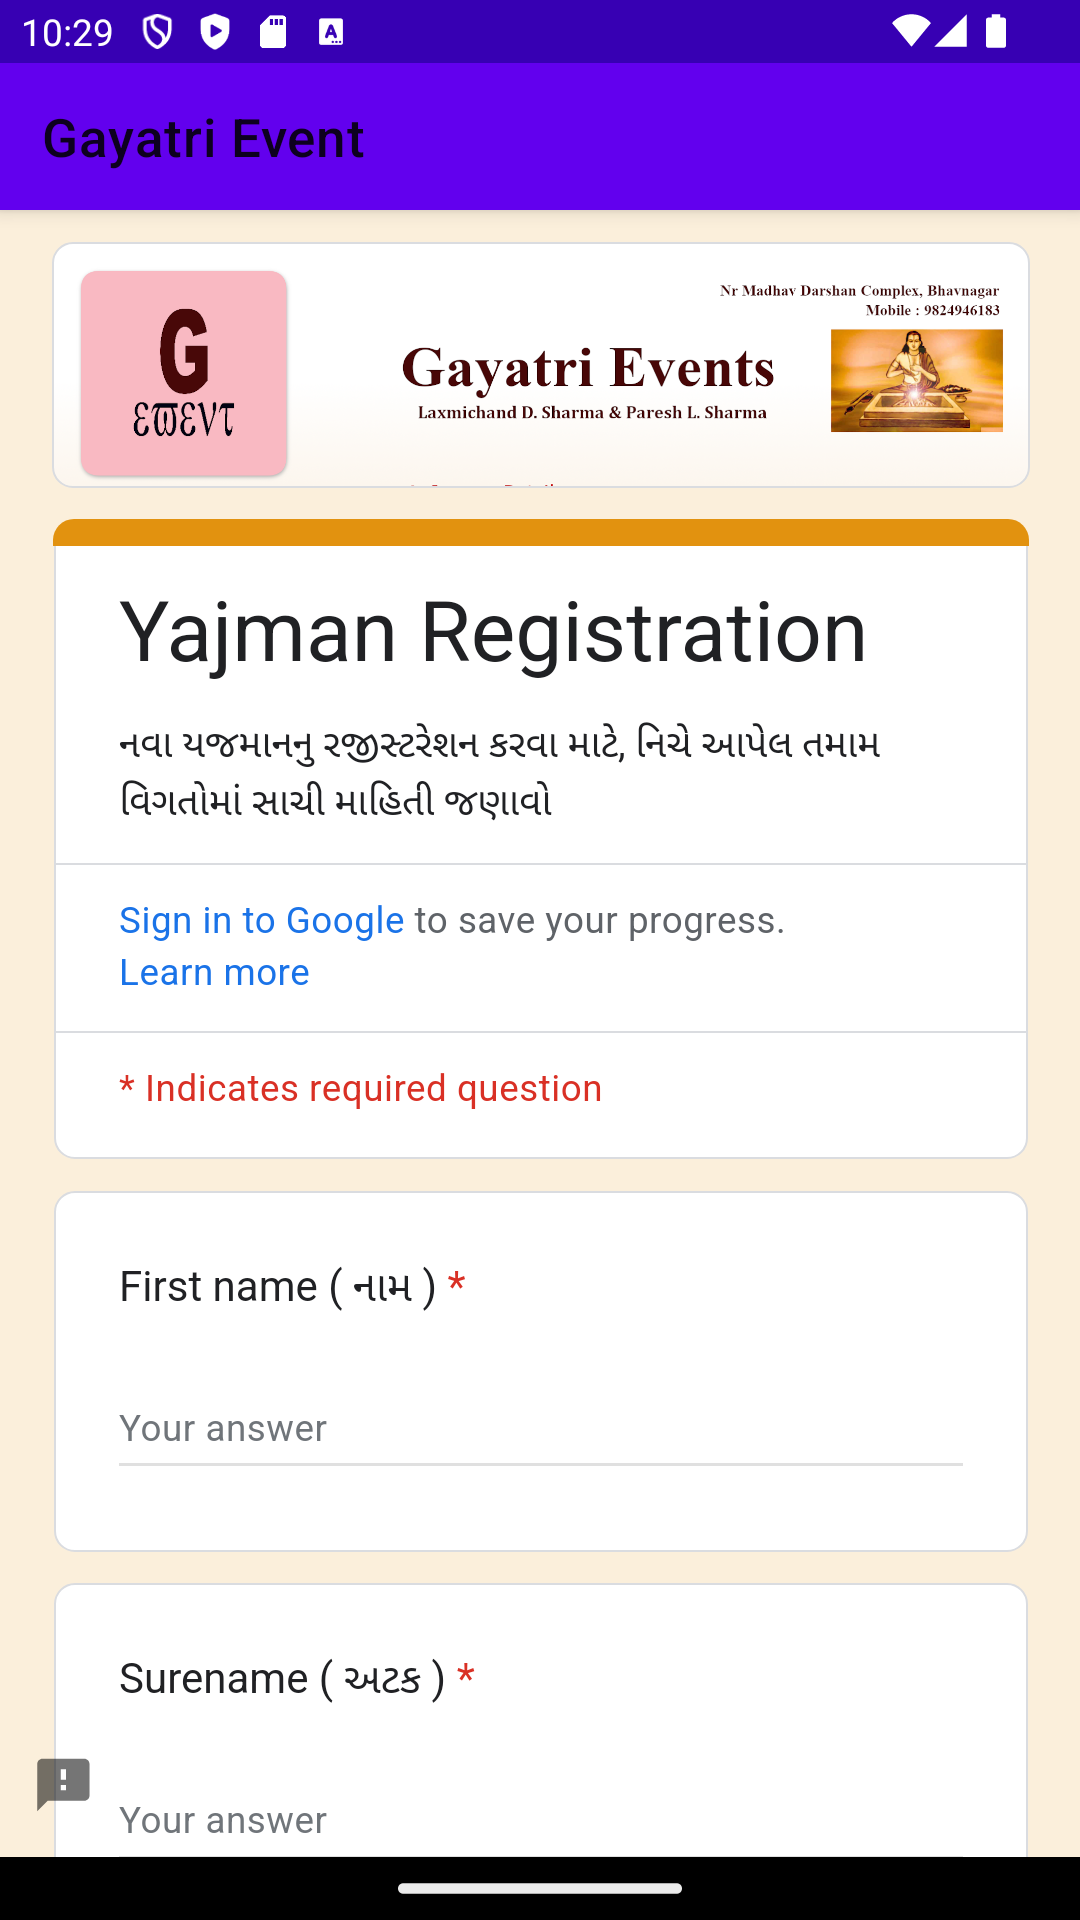 10:29
Gayatri Event
Nr Madhav Darshan Complex, Bhavnagar
Mobile : 9824946183
G
Gayatri Events
Laxmichand D. Sharma & Paresh L. Sharma
Yajman Registration
નવા યજમાનનુ રજીસ્ટરેશન કરવા માટે, નિચે આપેલ તમામ
વિગતોમાં સાચી માહિતી જણાવો
Sign in to Google to save your progress.
Learn more
* Indicates required question
First name ( નામ ) *
Your answer
Surename ( અટક ) *
Your answer